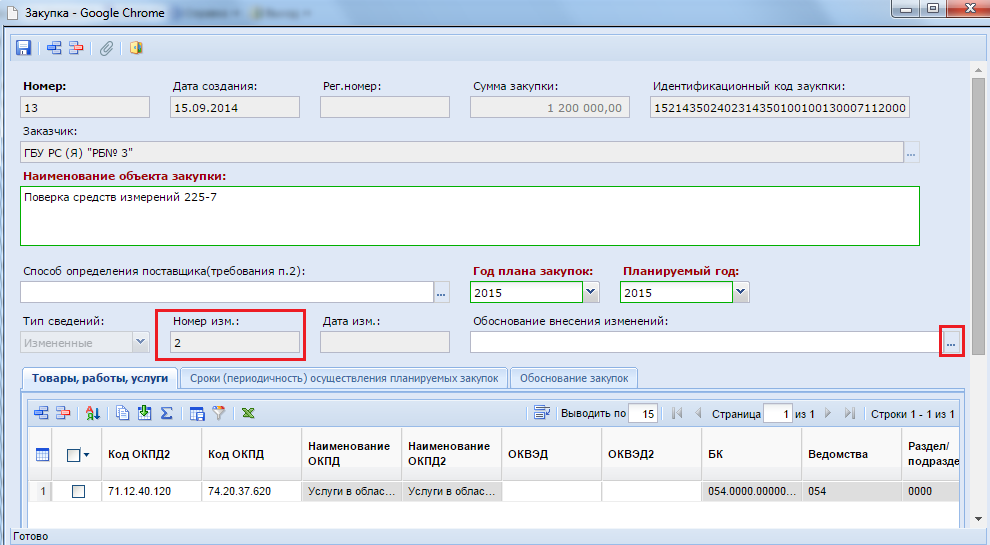 Закупка - Google Chrome
Номер: Дата создания: Рег.номер: Сумма закупки: Идентификационный код заукпки:
13 15.09.2014 1 200 000,00 152143502402314350100100130007112000
Заказчик:
ГБУ РС (Я) "РБ№ 3" ...
Наименование объекта закупки:
Поверка средств измерений 225-7
Способ определения поставщика(требования п.2): Год плана закупок: Планируемый год:
... 2015 2015
Тип сведений: Номер изм.: Дата изм.: Обоснование внесения изменений:
Измененные 2 ...
Товары, работы, услуги Сроки (периодичность) осуществления планируемых закупок Обоснование закупок
Выводить по 15 Страница 1 из 1 Строки 1 - 1 из 1
Код ОКПД2 Код ОКПД Наименование ОКПД Наименование ОКПД2 ОКВЭД ОКВЭД2 БК Ведомства Раздел/ подразде
1 71.12.40.120 74.20.37.620 Услуги в облас... Услуги в облас... 054.0000.00000... 054 0000
Готово